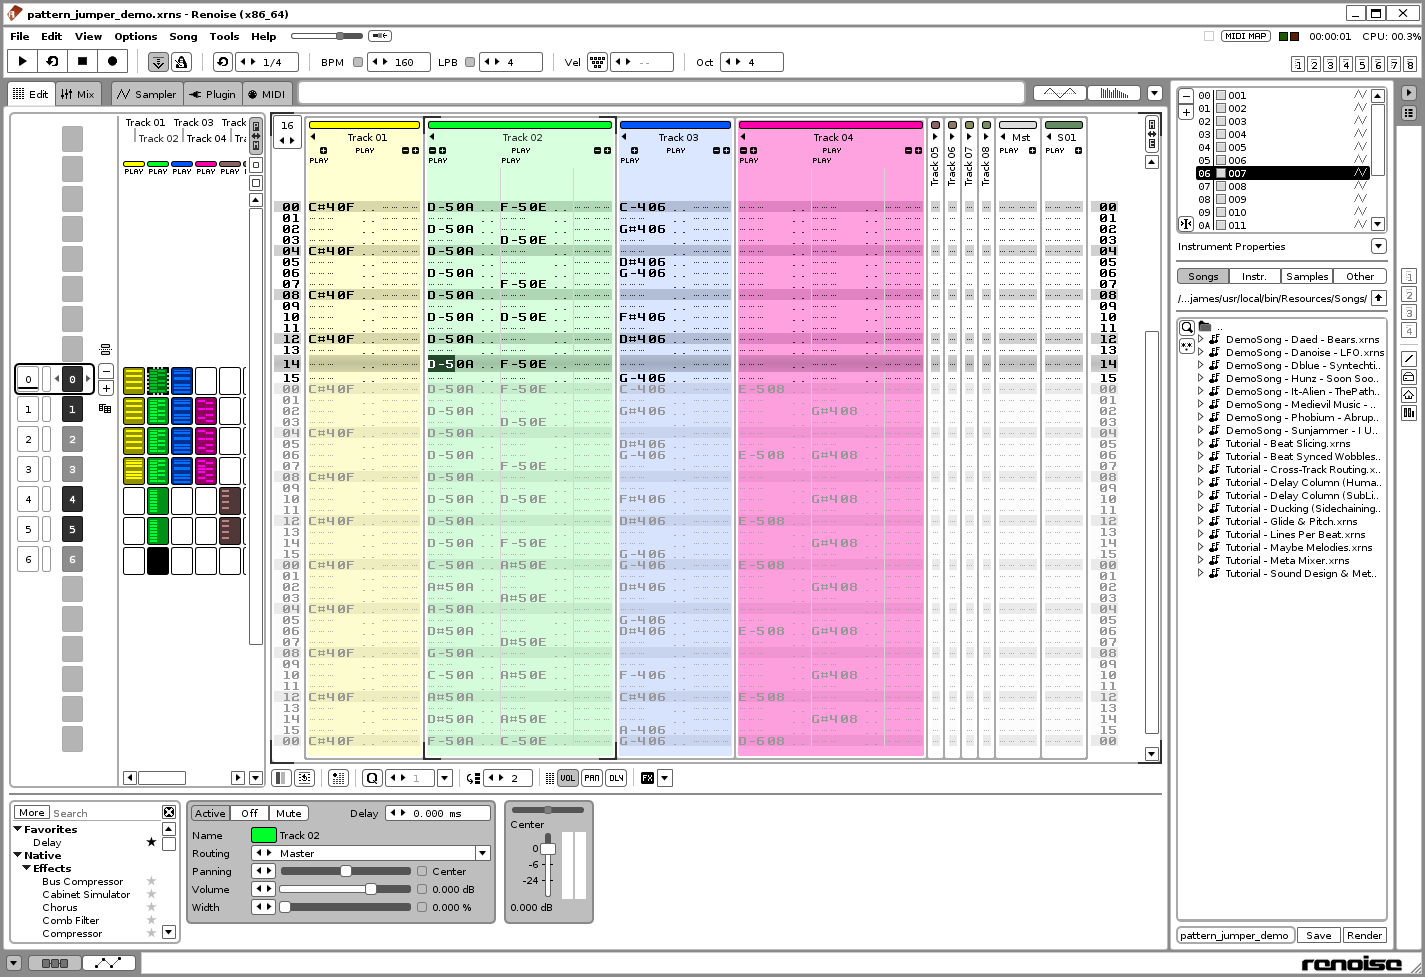 pattern_jumper_demo.xrns - Renoise (x86_64)
File Edit View Options Song Tools Help
MIDI MAP 00:00:01 CPU: 00.3%
1/4 BPM 160 LPB 4 Vel -- Oct 4
1 2 3 4 5 6 7 8
Edit Mix Sampler Plugin MIDI
Track 01 Track 03 Track
Track 02 Track 04
PLAY PLAY PLAY PLAY PLAY
16
Track 01 Track 02 Track 03 Track 04 Track 05 Track 06 Track 07 Track 08 Mst S01
PLAY PLAY PLAY PLAY PLAY PLAY
PLAY PLAY PLAY PLAY
00 C#40F D-50A F-50E C-406 00
01 01
02 D-50A G#406 02
03 D-50E 03
04 C#40F D-50A 04
05 D#406 05
06 D-50A G-406 06
07 F-50E 07
08 C#40F D-50A 08
09 09
10 D-50A D-50E F#406 10
11 11
12 C#40F D-50A D#406 12
13 13
14 D-50A F-50E 14
15 G-406 15
00 C#40F D-50A F-50E C-406 E-508 00
01 01
02 D-50A G#406 G#408 02
03 D-50E 03
04 C#40F D-50A 04
05 D#406 05
06 D-50A G-406 E-508 G#408 06
07 F-50E 07
08 C#40F D-50A 08
09 09
10 D-50A D-50E F#406 G#408 10
11 11
12 C#40F D-50A D#406 E-508 12
13 13
14 D-50A F-50E G#408 14
15 G-406 15
00 C#40F C-50A A#50E G-406 E-508 00
01 01
02 A#50A D#406 G#408 02
03 A#50E 03
04 C#40F A-50A 04
05 G-406 05
06 D#50A D#406 E-508 G#408 06
07 D#50E 07
08 C#40F G-50A 08
09 09
10 C-50A A#50E F-406 G#408 10
11 11
12 C#40F A#50A C#406 E-508 12
13 13
14 D#50A A#50E G#408 14
15 A-406 15
00 C#40F F-50A C-50E G-406 D-608 00
0 0
1 1
2 2
3 3
4 4
5 5
6 6
Q 1 2 VOL PAN DLY FX
More Search
Favorites
Delay
Native
Effects
Bus Compressor
Cabinet Simulator
Chorus
Comb Filter
Compressor
Active Off Mute Delay 0.000 ms
Name Track 02
Routing Master
Panning Center
Volume 0.000 dB
Width 0.000 %
Center
0
-6
-24
0.000 dB
00 001
01 002
02 003
03 004
04 005
05 006
06 007
07 008
08 009
09 010
0A 011
Instrument Properties
Songs Instr. Samples Other
/...james/usr/local/bin/Resources/Songs/
..
DemoSong - Daed - Bears.xrns
DemoSong - Danoise - LFO.xrns
DemoSong - Dblue - Syntechti..
DemoSong - Hunz - Soon Soo..
DemoSong - It-Alien - ThePath..
DemoSong - Medievil Music - ..
DemoSong - Phobium - Abrup..
DemoSong - Sunjammer - I U..
Tutorial - Beat Slicing.xrns
Tutorial - Beat Synced Wobbles..
Tutorial - Cross-Track Routing.x..
Tutorial - Delay Column (Huma..
Tutorial - Delay Column (SubLi..
Tutorial - Ducking (Sidechaining..
Tutorial - Glide & Pitch.xrns
Tutorial - Lines Per Beat.xrns
Tutorial - Maybe Melodies.xrns
Tutorial - Meta Mixer.xrns
Tutorial - Sound Design & Met..
1
2
3
4
pattern_jumper_demo Save Render
renoise